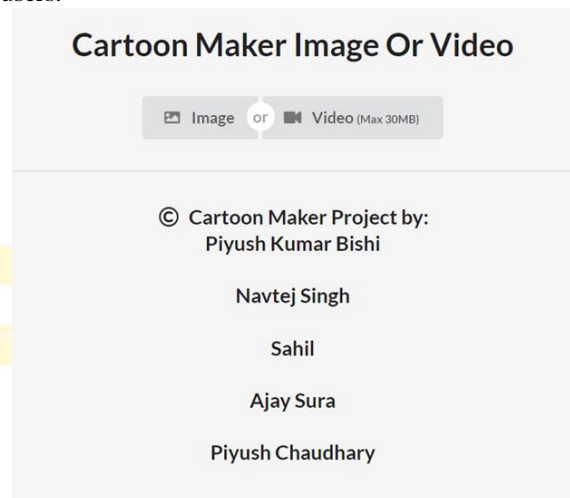 users.
Cartoon Maker Image Or Video
Image or Video (Max 30MB)
© Cartoon Maker Project by:
Piyush Kumar Bishi
Navtej Singh
Sahil
Ajay Sura
Piyush Chaudhary